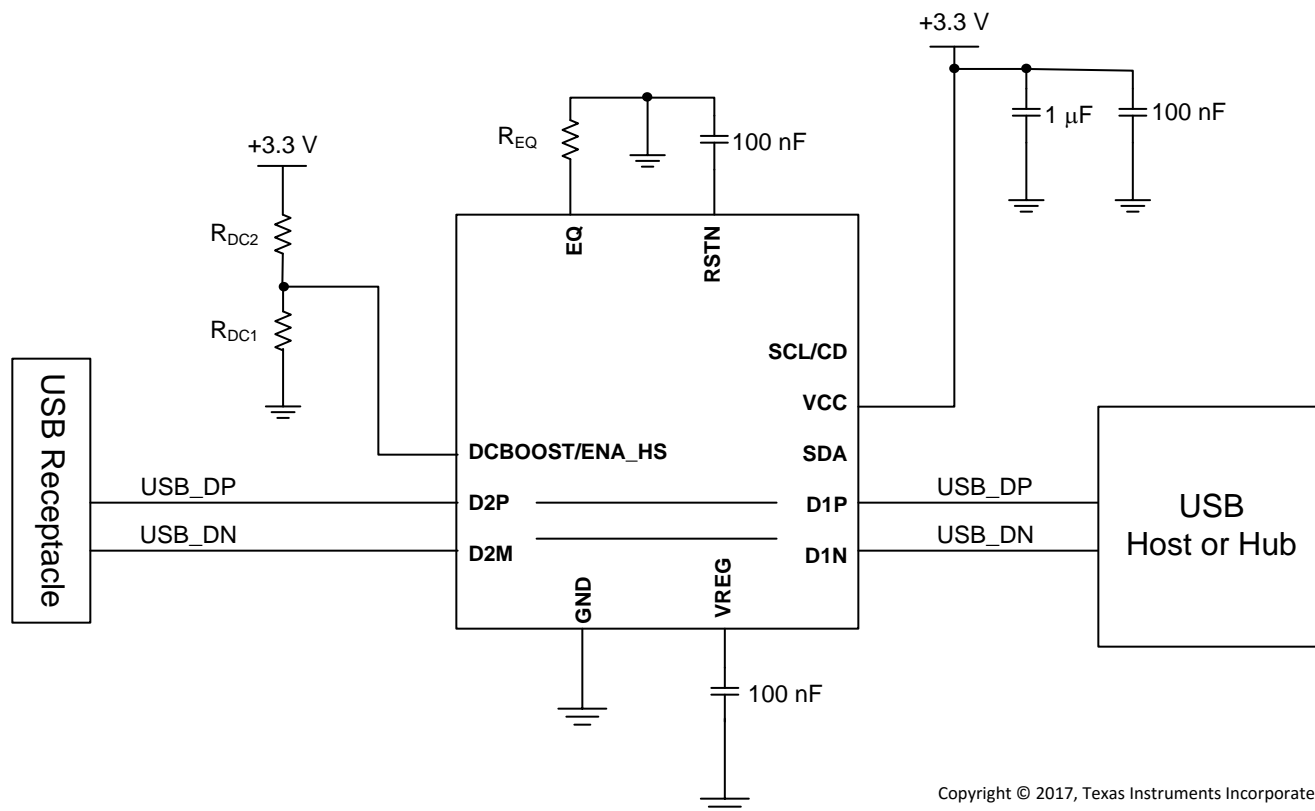 +3.3 V
+3.3 V
R_EQ
100 nF
1 μF
100 nF
R_DC2
R_DC1
EQ
RSTN
SCL/CD
VCC
SDA
DCBOOST/ENA_HS
USB Receptacle
USB_DP
D2P
D1P
USB_DP
USB_DN
D2M
D1N
USB_DN
USB
Host or Hub
GND
VREG
100 nF
Copyright © 2017, Texas Instruments Incorporate